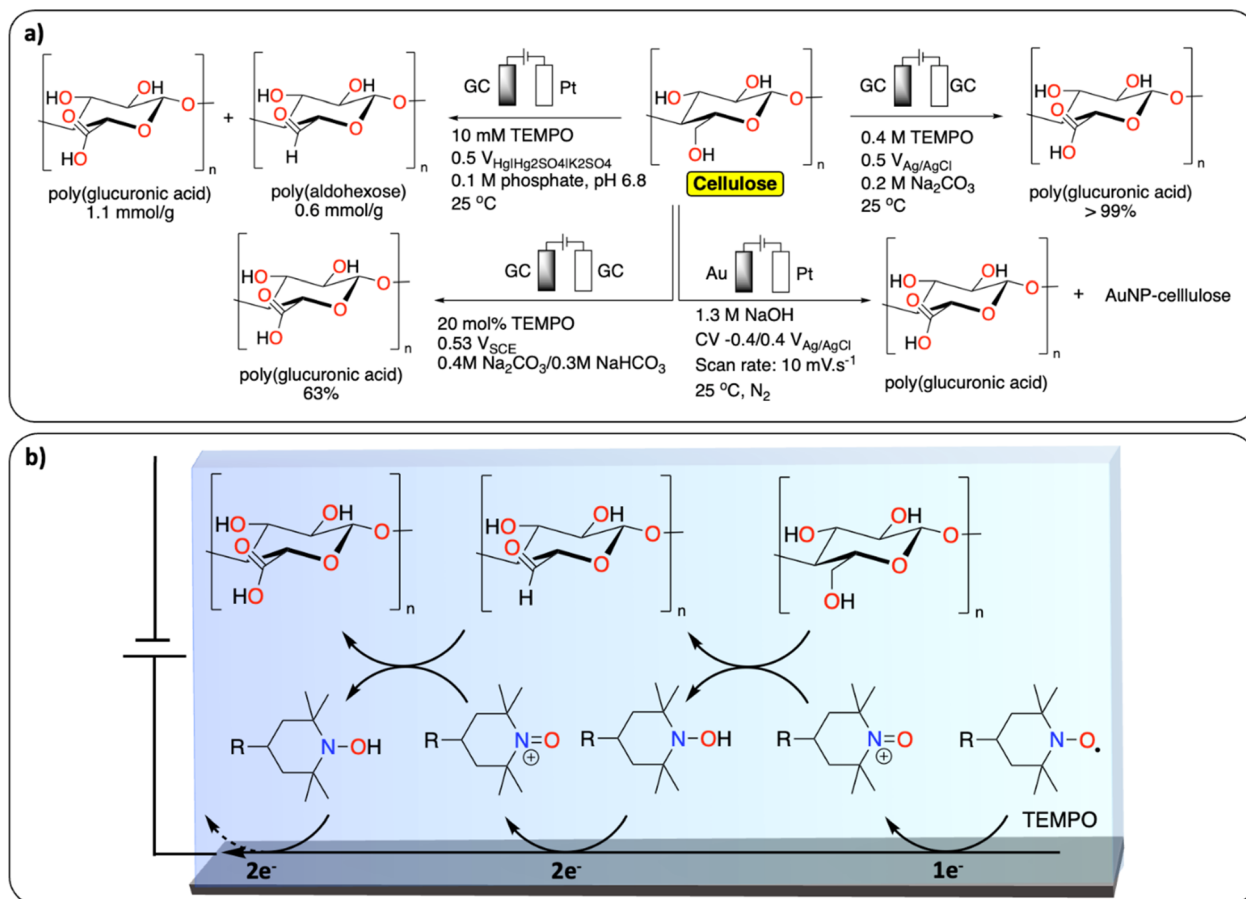 a)
HO
OH
O
O
O
HO
n
poly(glucuronic acid)
1.1 mmol/g
+
HO
OH
O
O
O
H
n
poly(aldohexose)
0.6 mmol/g
GC
Pt
10 mM TEMPO
0.5 VHg|Hg2SO4|K2SO4
0.1 M phosphate, pH 6.8
25 °C
HO
OH
O
O
OH
n
Cellulose
GC
GC
0.4 M TEMPO
0.5 VAg/AgCl
0.2 M Na2CO3
25 °C
HO
OH
O
O
O
HO
n
poly(glucuronic acid)
> 99%
HO
OH
O
O
O
HO
n
poly(glucuronic acid)
63%
GC
GC
20 mol% TEMPO
0.53 VSCE
0.4M Na2CO3/0.3M NaHCO3
Au
Pt
1.3 M NaOH
CV -0.4/0.4 VAg/AgCl
Scan rate: 10 mV.s-1
25 °C, N2
HO
OH
O
O
O
HO
n
poly(glucuronic acid)
+
AuNP-celllulose
b)
HO
OH
O
O
O
HO
n
HO
OH
O
O
O
H
n
HO
OH
O
O
OH
n
R
N
OH
R
N
O
+
R
N
OH
R
N
O
+
R
N
O
TEMPO
2e-
2e-
1e-